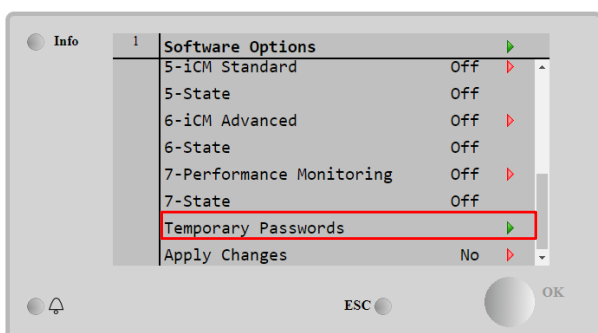 Info
1 Software Options
5-iCM Standard Off
5-State Off
6-iCM Advanced Off
6-State Off
7-Performance Monitoring Off
7-State Off
Temporary Passwords
Apply Changes No
ESC
OK